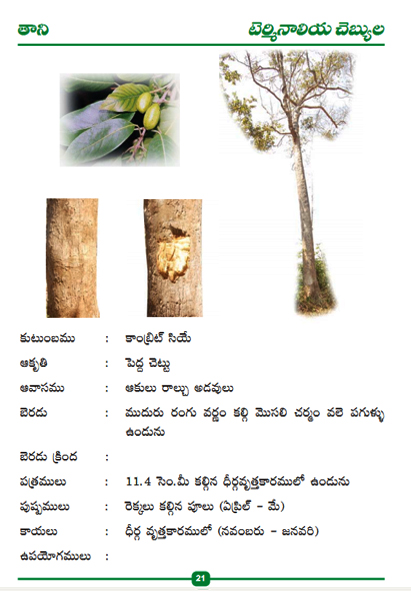 తాని
టెర్మినాలియ చెబ్యుల
కుటుంబము : కాంబ్రిట్ సియే
ఆకృతి : పెద్ద చెట్టు
ఆవాసము : ఆకులు రాల్చు అడవులు
బెరడు : ముదురు రంగు వర్ణం కల్గి మొసలి చర్మం వలె పగుళ్ళు
ఉండును
బెరడు క్రింద :
పత్రములు : 11.4 సెం.మీ కల్గిన ధీర్గవృత్తకారములో ఉండును
పుష్పములు : రెక్కలు కల్గిన పూలు (ఏప్రిల్ - మే)
కాయలు : ధీర్గ వృత్తకారములో (నవంబరు - జనవరి)
ఉపయోగములు :
21